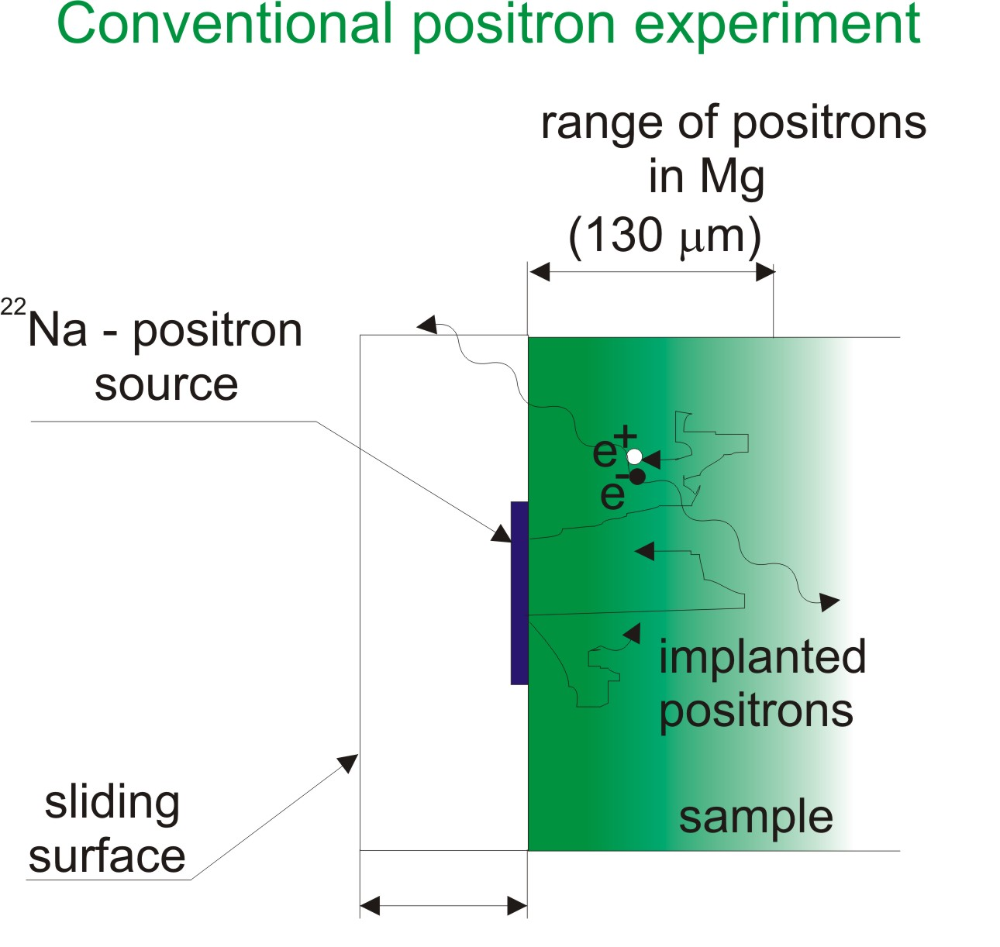 Conventional positron experiment
range of positrons
in Mg
(130 μm)
²²Na - positron
source
e⁺
e⁻
implanted
positrons
sliding
surface
sample